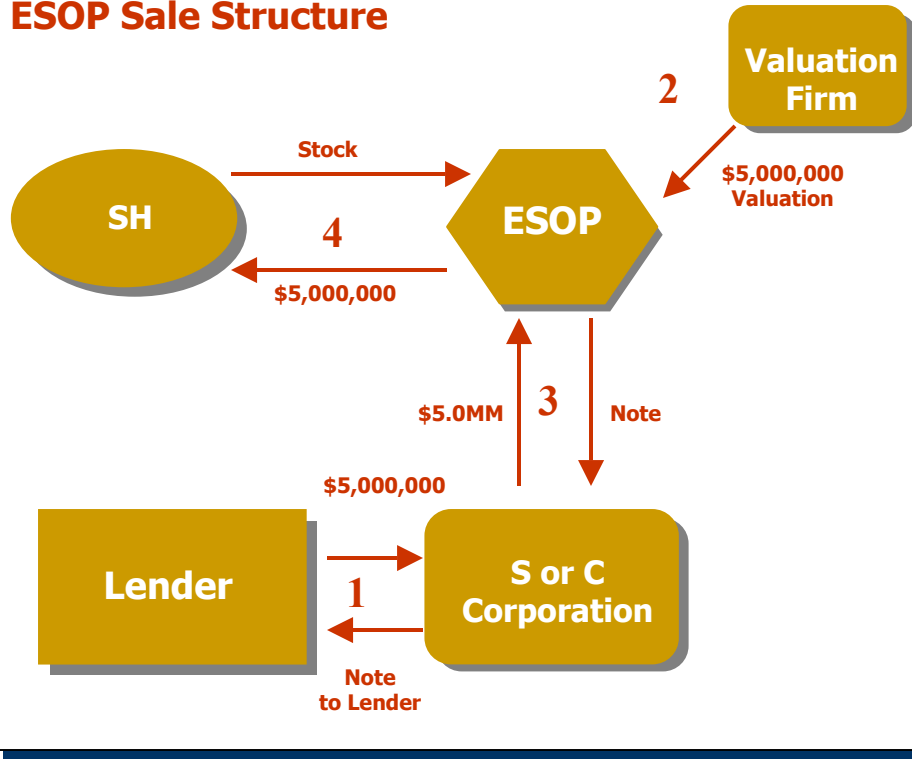 ESOP Sale Structure
Valuation
Firm
2
$5,000,000
Valuation
Stock
SH
ESOP
4
$5,000,000
$5.0MM
3
Note
$5,000,000
Lender
1
S or C
Corporation
Note
to Lender